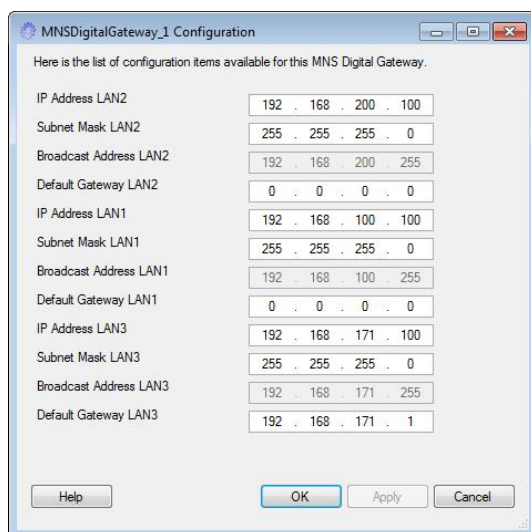 MNSDigitalGateway_1 Configuration
Here is the list of configuration items available for this MNS Digital Gateway.
IP Address LAN2 192 . 168 . 200 . 100
Subnet Mask LAN2 255 . 255 . 255 . 0
Broadcast Address LAN2 192 . 168 . 200 . 255
Default Gateway LAN2 0 . 0 . 0 . 0
IP Address LAN1 192 . 168 . 100 . 100
Subnet Mask LAN1 255 . 255 . 255 . 0
Broadcast Address LAN1 192 . 168 . 100 . 255
Default Gateway LAN1 0 . 0 . 0 . 0
IP Address LAN3 192 . 168 . 171 . 100
Subnet Mask LAN3 255 . 255 . 255 . 0
Broadcast Address LAN3 192 . 168 . 171 . 255
Default Gateway LAN3 192 . 168 . 171 . 1
Help OK Apply Cancel